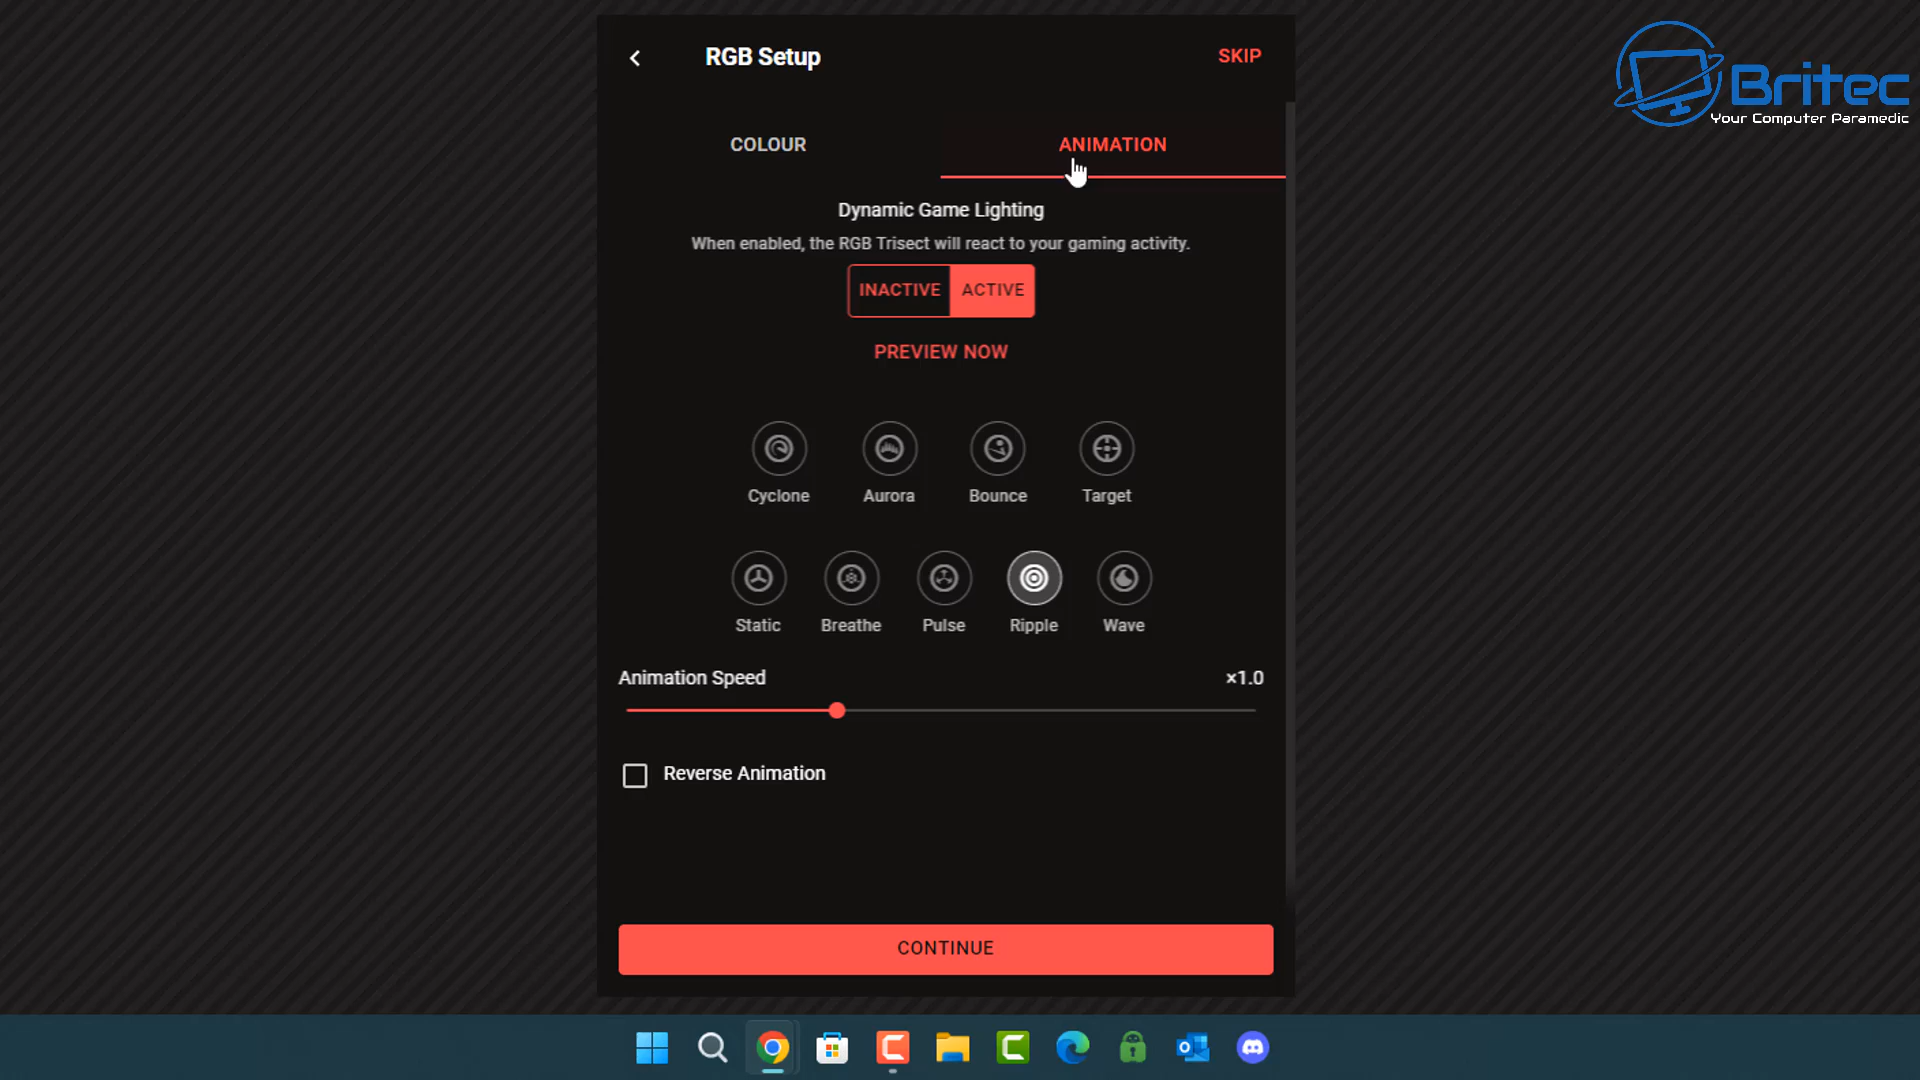 RGB Setup
SKIP
Britec
Your Computer Paramedic
COLOUR
ANIMATION
Dynamic Game Lighting
When enabled, the RGB Trisect will react to your gaming activity.
INACTIVE
ACTIVE
PREVIEW NOW
Cyclone
Aurora
Bounce
Target
Static
Breathe
Pulse
Ripple
Wave
Animation Speed
×1.0
Reverse Animation
CONTINUE